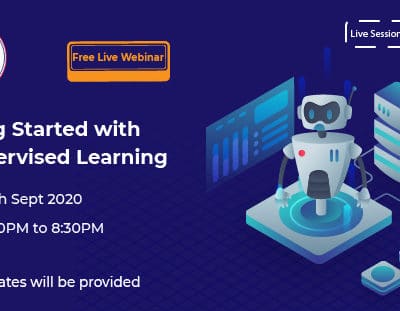 Free Live Webinar
Live Session
g Started with
ervised Learning
h Sept 2020
0PM to 8:30PM
ates will be provided